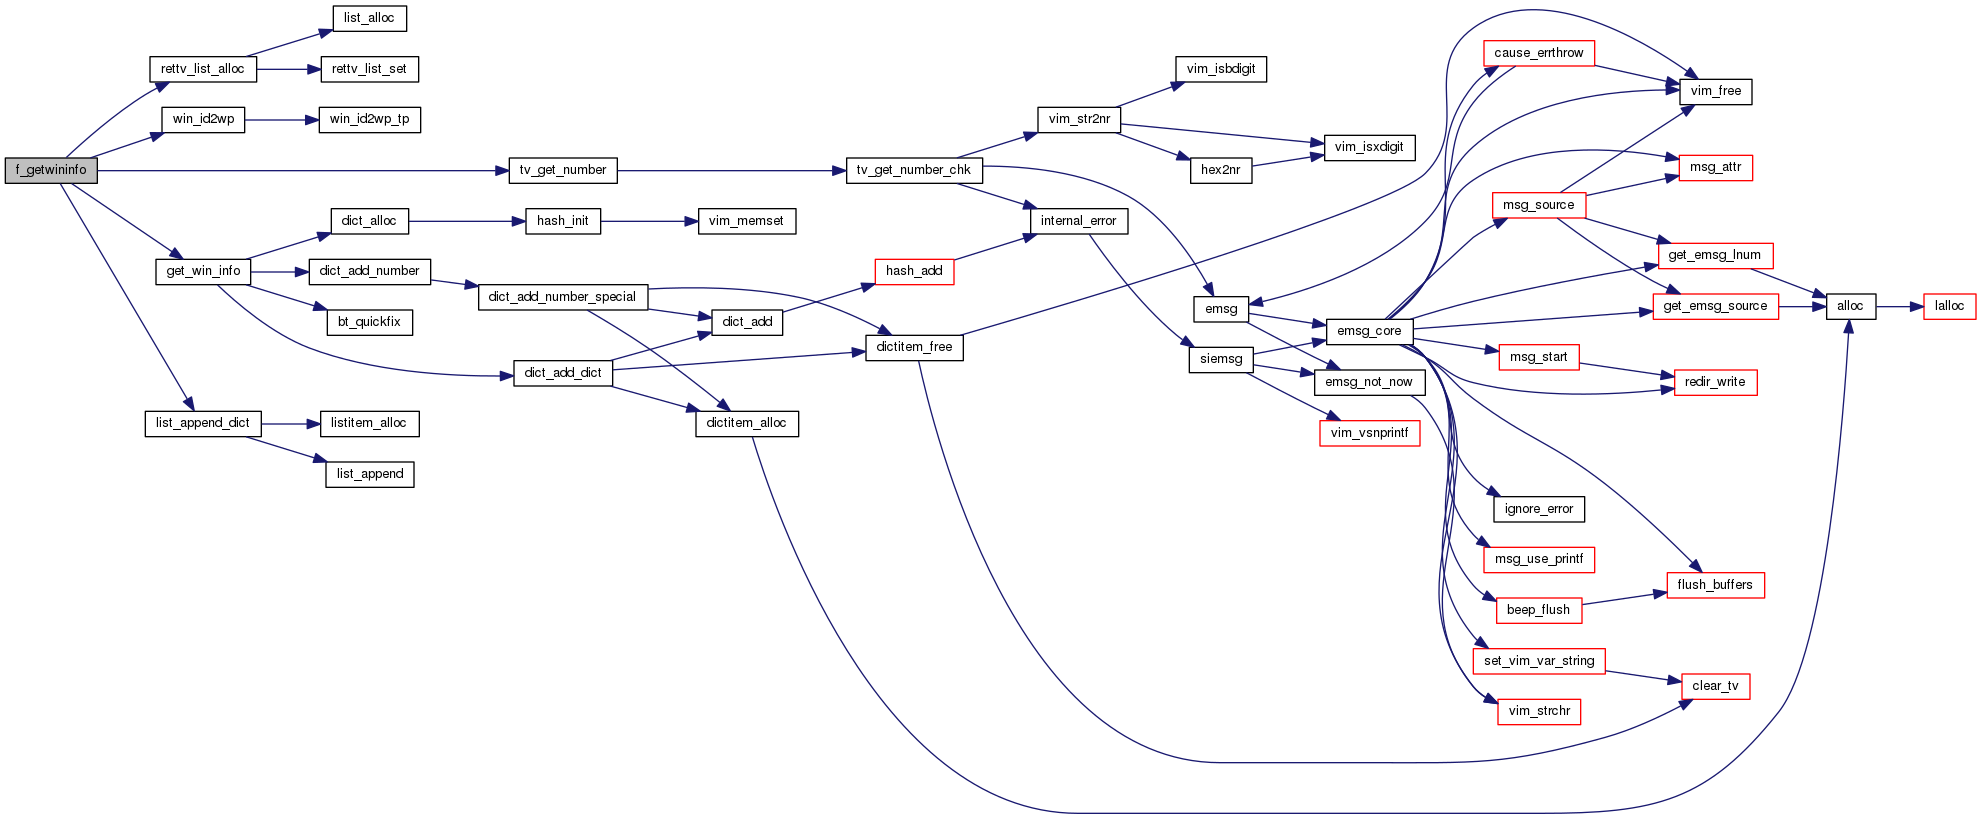 f_getwininfo
rettv_list_alloc
list_alloc
rettv_list_set
win_id2wp
win_id2wp_tp
tv_get_number
get_win_info
dict_alloc
hash_init
vim_memset
dict_add_number
dict_add_number_special
bt_quickfix
dict_add_dict
dict_add
dictitem_alloc
list_append_dict
listitem_alloc
list_append
tv_get_number_chk
hash_add
dictitem_free
vim_str2nr
internal_error
vim_isbdigit
hex2nr
vim_isxdigit
emsg
siemsg
emsg_core
emsg_not_now
vim_vsnprintf
cause_errthrow
vim_free
msg_attr
msg_source
get_emsg_lnum
get_emsg_source
alloc
lalloc
msg_start
redir_write
ignore_error
msg_use_printf
flush_buffers
beep_flush
set_vim_var_string
clear_tv
vim_strchr